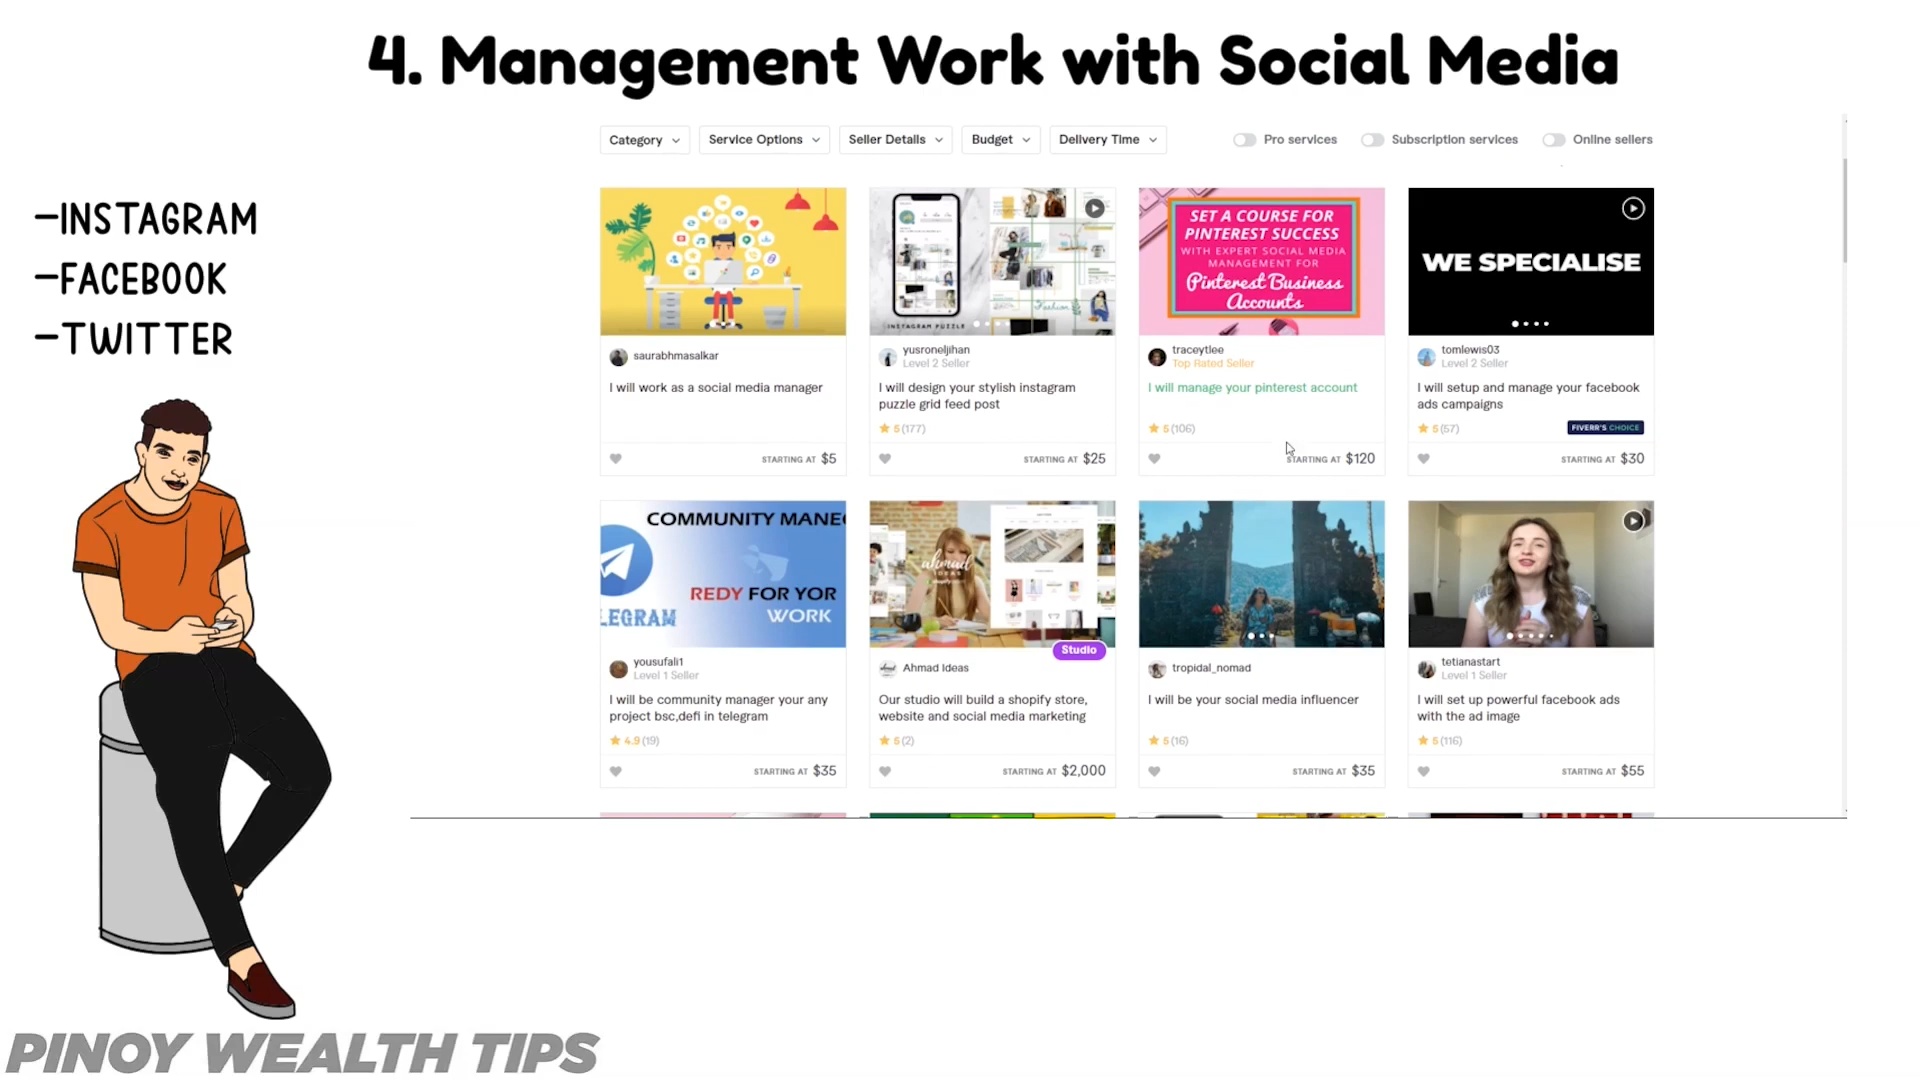 4. Management Work with Social Media
-INSTAGRAM
-FACEBOOK
-TWITTER
Category
Service Options
Seller Details
Budget
Delivery Time
Pro services
Subscription services
Online sellers
INSTAGRAM PUZZLE
Fashion
SET A COURSE FOR
PINTEREST SUCCESS
WITH EXPERT SOCIAL MEDIA
MANAGEMENT FOR
Pinterest Business
Accounts
WE SPECIALISE
saurabhmasalkar
I will work as a social media manager
STARTING AT $5
yusroneljihan
Level 2 Seller
I will design your stylish instagram
puzzle grid feed post
5 (177)
STARTING AT $25
traceytlee
Top Rated Seller
I will manage your pinterest account
5 (106)
STARTING AT $120
tomlewis03
Level 2 Seller
I will setup and manage your facebook
ads campaigns
5 (57)
FIVERR'S CHOICE
STARTING AT $30
COMMUNITY MANE
REDY FOR YOR
WORK
LEGRAM
yousufali1
Level 1 Seller
I will be community manager your any
project bsc,defi in telegram
4.9 (19)
STARTING AT $35
ahmad
IDEAS
Studio
Ahmad Ideas
Our studio will build a shopify store,
website and social media marketing
5 (2)
STARTING AT $2,000
tropidal_nomad
I will be your social media influencer
5 (16)
STARTING AT $35
tetianastart
Level 1 Seller
I will set up powerful facebook ads
with the ad image
5 (116)
STARTING AT $55
PINOY WEALTH TIPS